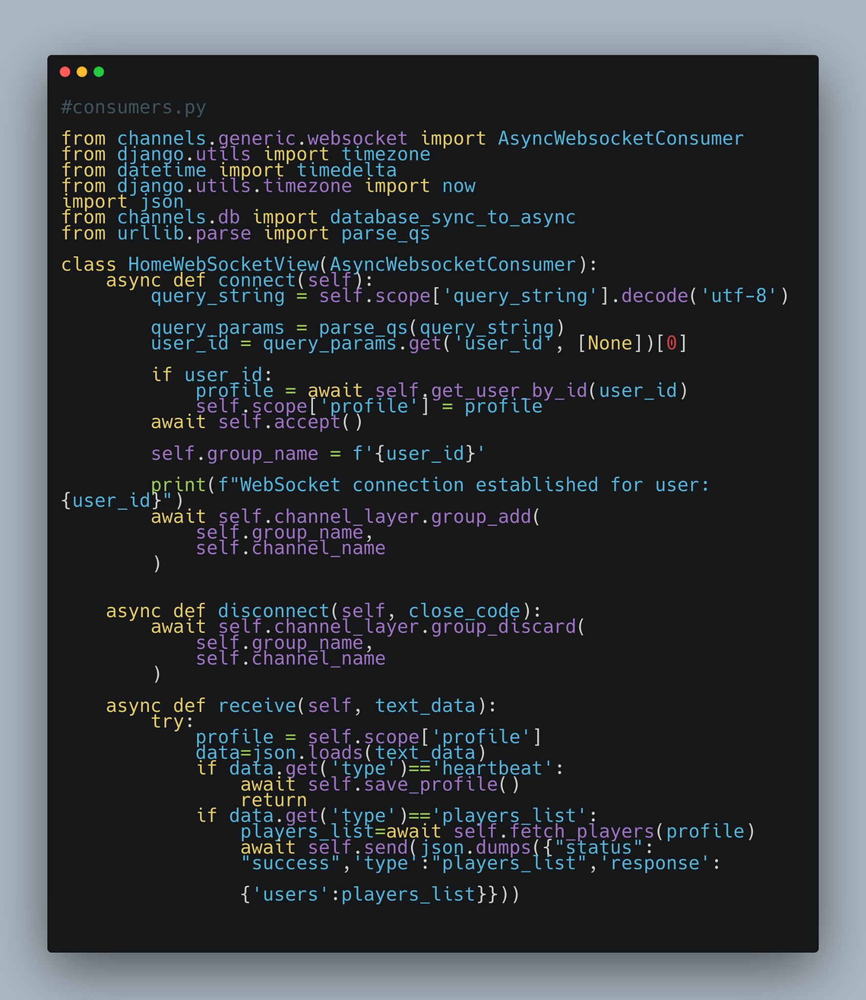 #consumers.py

from channels.generic.websocket import AsyncWebsocketConsumer
from django.utils import timezone
from datetime import timedelta
from django.utils.timezone import now
import json
from channels.db import database_sync_to_async
from urllib.parse import parse_qs

class HomeWebSocketView(AsyncWebsocketConsumer):
    async def connect(self):
        query_string = self.scope['query_string'].decode('utf-8')

        query_params = parse_qs(query_string)
        user_id = query_params.get('user_id', [None])[0]

        if user_id:
            profile = await self.get_user_by_id(user_id)
            self.scope['profile'] = profile
        await self.accept()

        self.group_name = f'{user_id}'

        print(f"WebSocket connection established for user:
{user_id}")
        await self.channel_layer.group_add(
            self.group_name,
            self.channel_name
        )


    async def disconnect(self, close_code):
        await self.channel_layer.group_discard(
            self.group_name,
            self.channel_name
        )

    async def receive(self, text_data):
        try:
            profile = self.scope['profile']
            data=json.loads(text_data)
            if data.get('type')=='heartbeat':
                await self.save_profile()
                return
            if data.get('type')=='players_list':
                players_list=await self.fetch_players(profile)
                await self.send(json.dumps({"status":
                "success",'type':"players_list",'response':

                {'users':players_list}}))